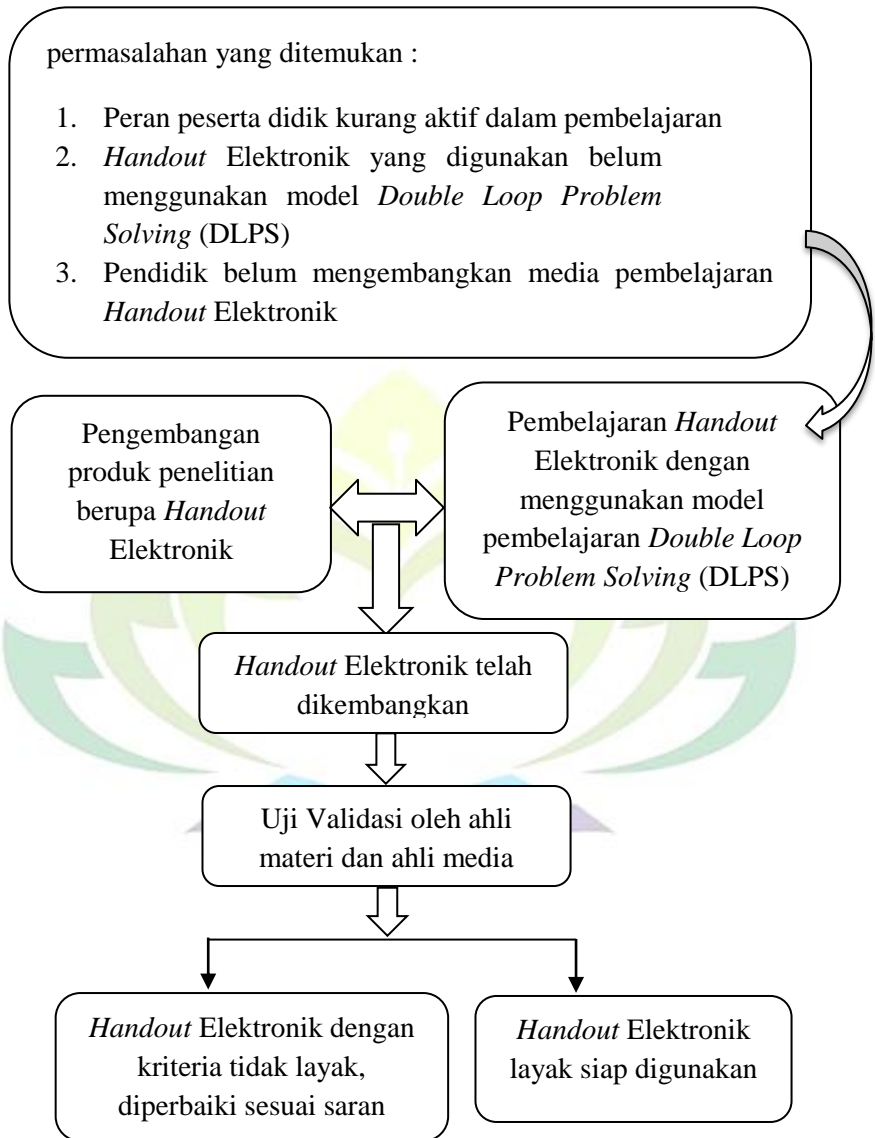 permasalahan yang ditemukan :
1. Peran peserta didik kurang aktif dalam pembelajaran
2. Handout Elektronik yang digunakan belum
menggunakan model Double Loop Problem
Solving (DLPS)
3. Pendidik belum mengembangkan media pembelajaran
Handout Elektronik
Pengembangan
produk penelitian
berupa Handout
Elektronik
Pembelajaran Handout
Elektronik dengan
menggunakan model
pembelajaran Double Loop
Problem Solving (DLPS)
Handout Elektronik telah
dikembangkan
Uji Validasi oleh ahli
materi dan ahli media
Handout Elektronik dengan
kriteria tidak layak,
diperbaiki sesuai saran
Handout Elektronik
layak siap digunakan